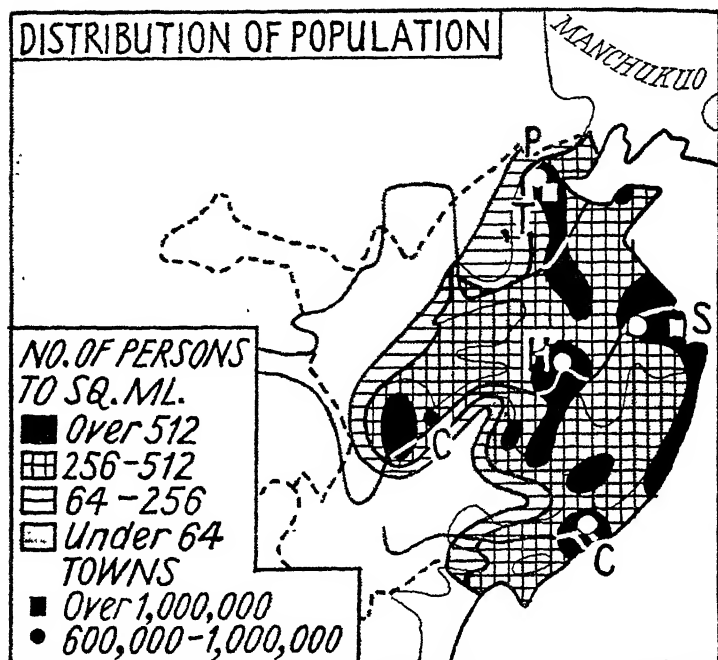 DISTRIBUTION OF POPULATION
MANCHUKUO
P
T
S
H
C
C
NO. OF PERSONS
TO SQ. ML.
Over 512
256-512
64-256
Under 64
TOWNS
Over 1,000,000
600,000-1,000,000